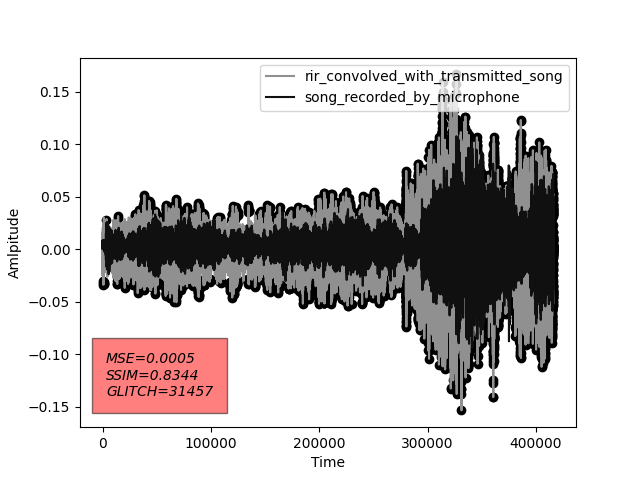 rir_convolved_with_transmitted_song
song_recorded_by_microphone
0.15
0.10
0.05
0.00
−0.05
−0.10
−0.15
Amlpitude
MSE=0.0005
SSIM=0.8344
GLITCH=31457
0 100000 200000 300000 400000
Time